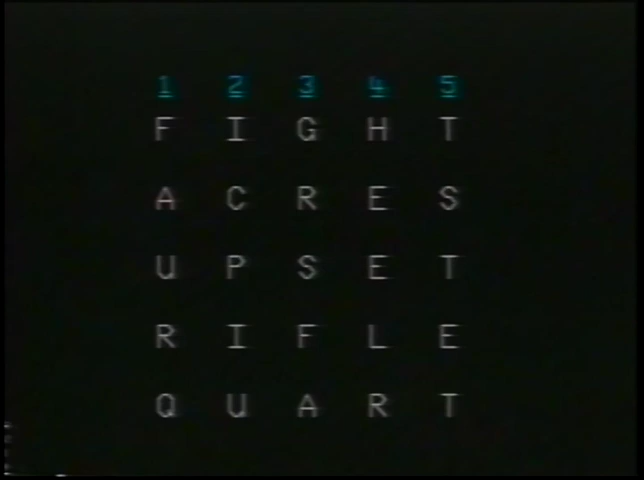 1 2 3 4 5
F I G H T
A C R E S
U P S E T
R I F L E
Q U A R T